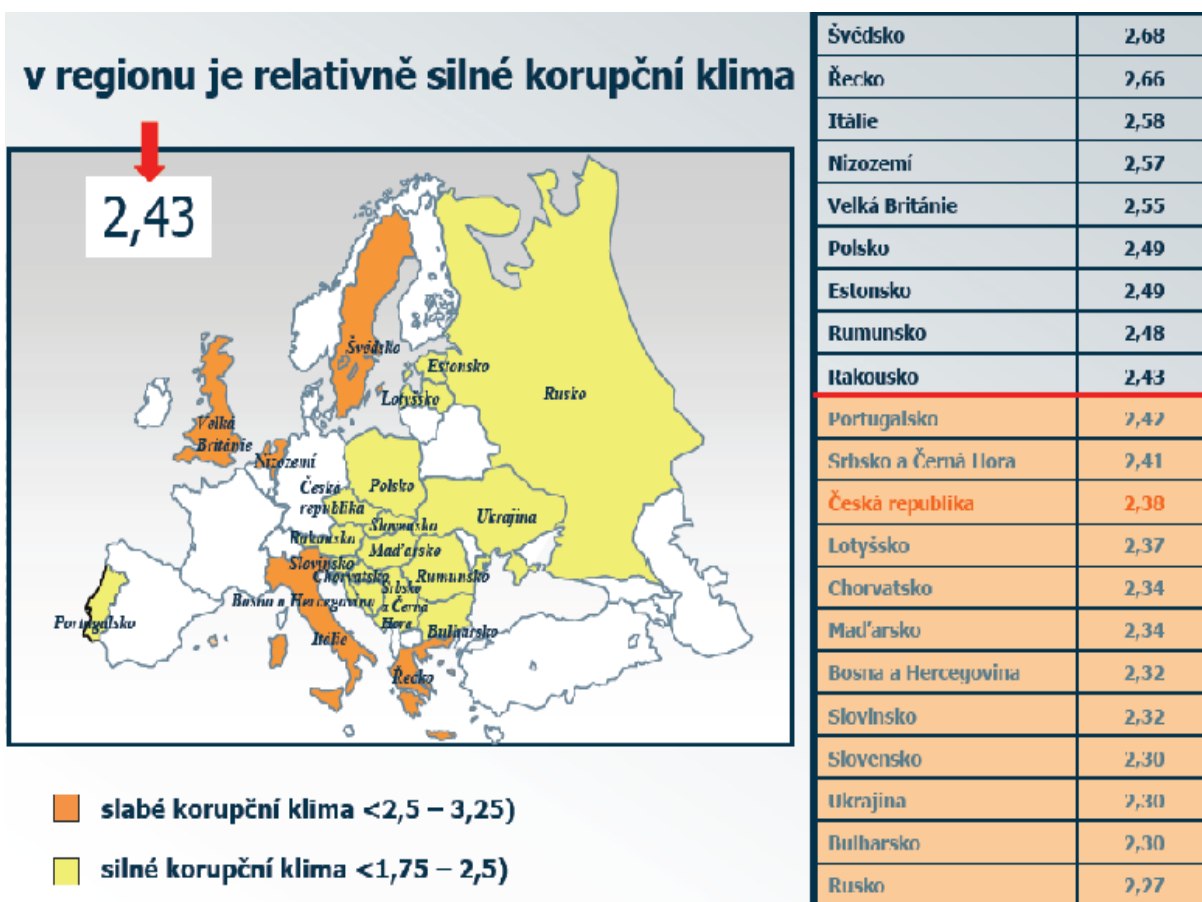 v regionu je relativně silné korupční klima
2,43
Švédsko
Estonsko
Lotyšsko
Rusko
Velká
Británie
Nizozemí
Česká
republika
Polsko
Ukrajina
Slovensko
Rakousko
Maďarsko
Slovinsko
Chorvatsko
Rumunsko
Srbsko
a Černá
Hora
Bosna a Hercegovina
Bulharsko
Portugalsko
Itálie
Řecko
slabé korupční klima <2,5 – 3,25)
silné korupční klima <1,75 – 2,5)
Švédsko 2,68
Řecko 2,66
Itálie 2,58
Nizozemí 2,57
Velká Británie 2,55
Polsko 2,49
Estonsko 2,49
Rumunsko 2,48
Rakousko 2,43
Portugalsko 2,42
Srbsko a Černá Hora 2,41
Česká republika 2,38
Lotyšsko 2,37
Chorvatsko 2,34
Maďarsko 2,34
Bosna a Hercegovina 2,32
Slovinsko 2,32
Slovensko 2,30
Ukrajina 2,30
Bulharsko 2,30
Rusko 2,27